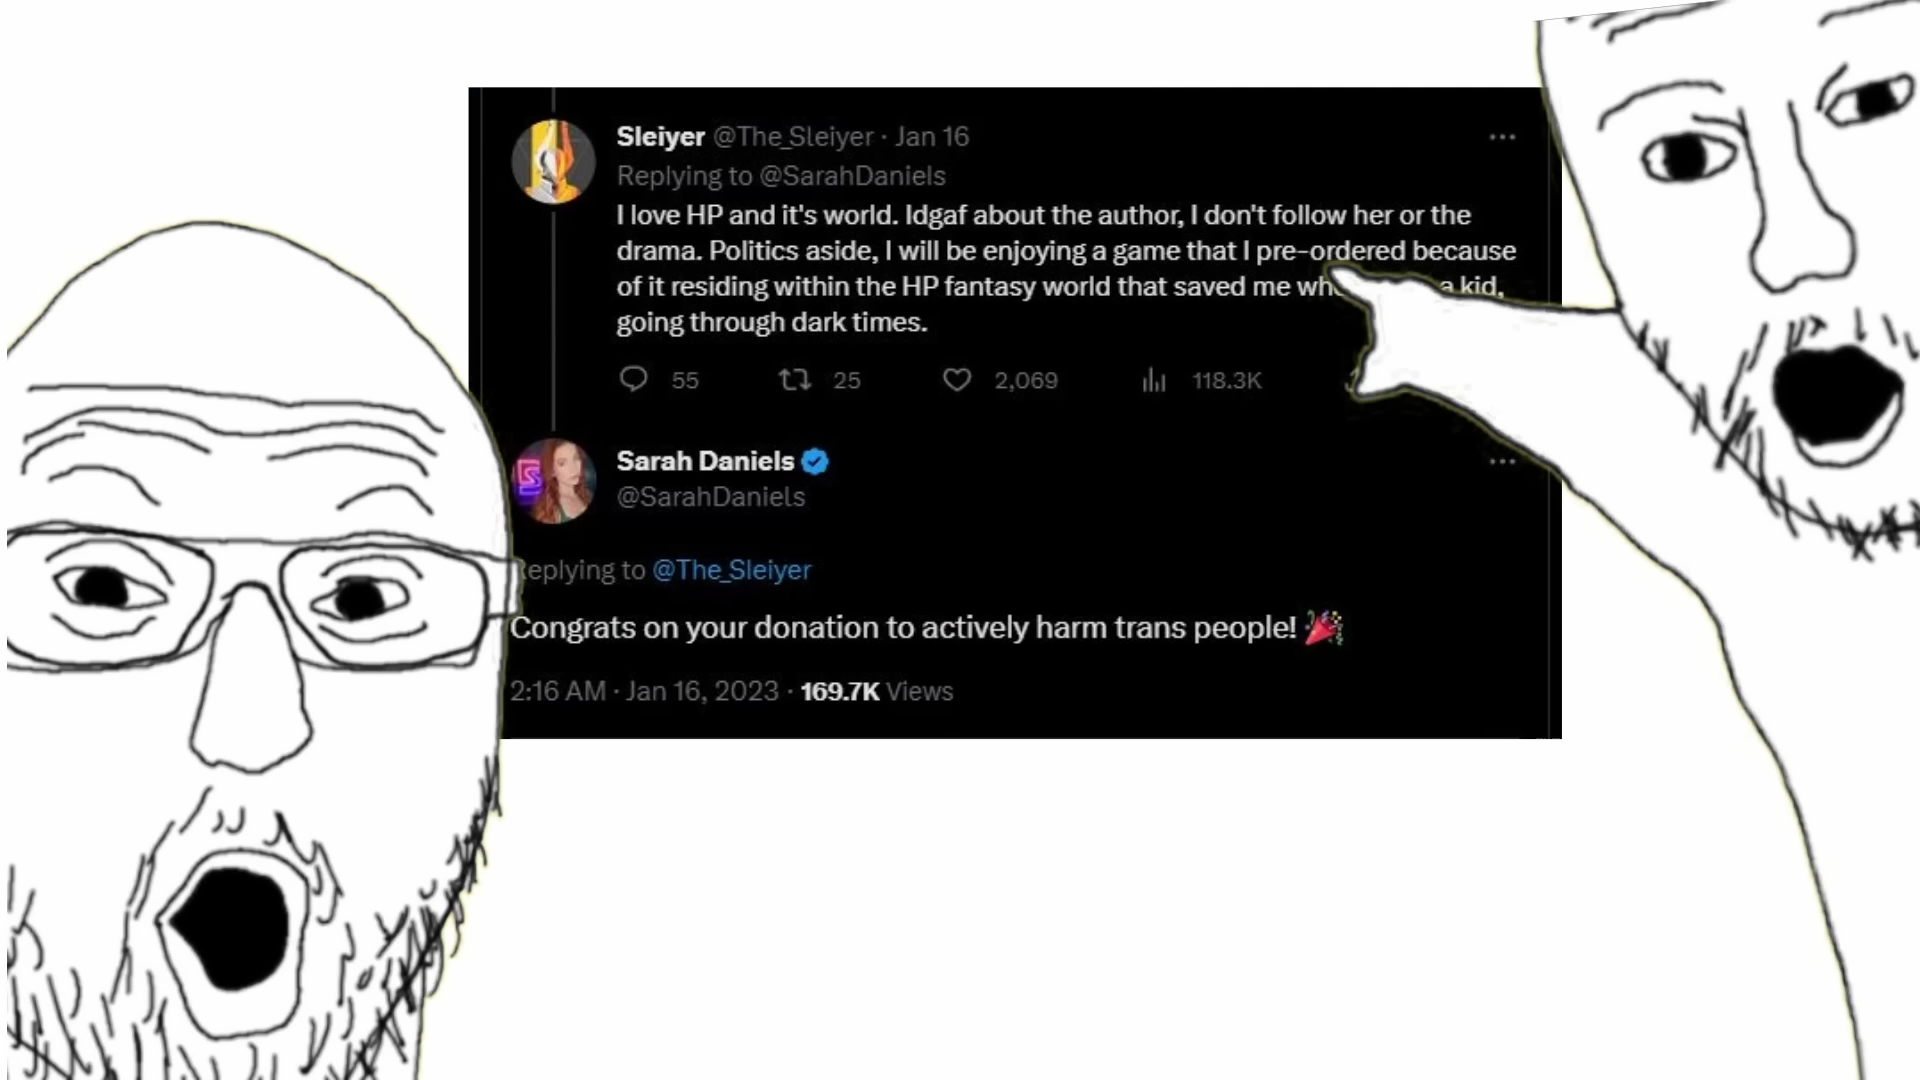 Sleiyer @The_Sleiyer · Jan 16
Replying to @SarahDaniels
I love HP and it's world. Idgaf about the author, I don't follow her or the
drama. Politics aside, I will be enjoying a game that I pre-ordered because
of it residing within the HP fantasy world that saved me a kid,
going through dark times.
55 25 2,069 118.3K
Sarah Daniels
@SarahDaniels
Replying to @The_Sleiyer
Congrats on your donation to actively harm trans people! 🎉
2:16 AM · Jan 16, 2023 · 169.7K Views